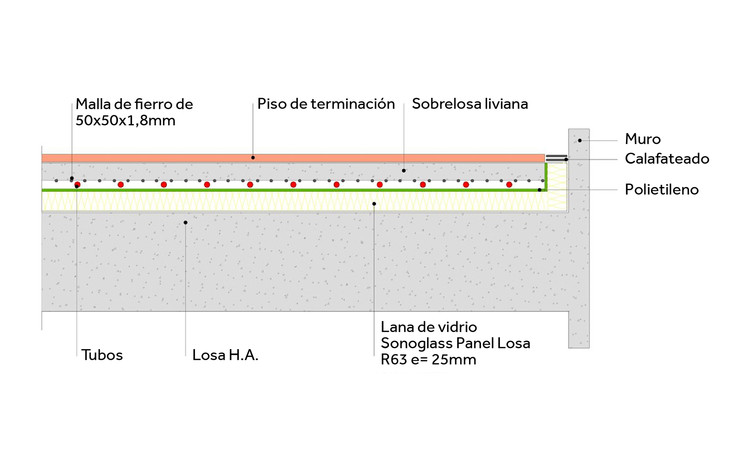 Malla de fierro de
50x50x1,8mm
Piso de terminación
Sobrelosa liviana
Muro
Calafateado
Polietileno
Tubos
Losa H.A.
Lana de vidrio
Sonoglass Panel Losa
R63 e= 25mm